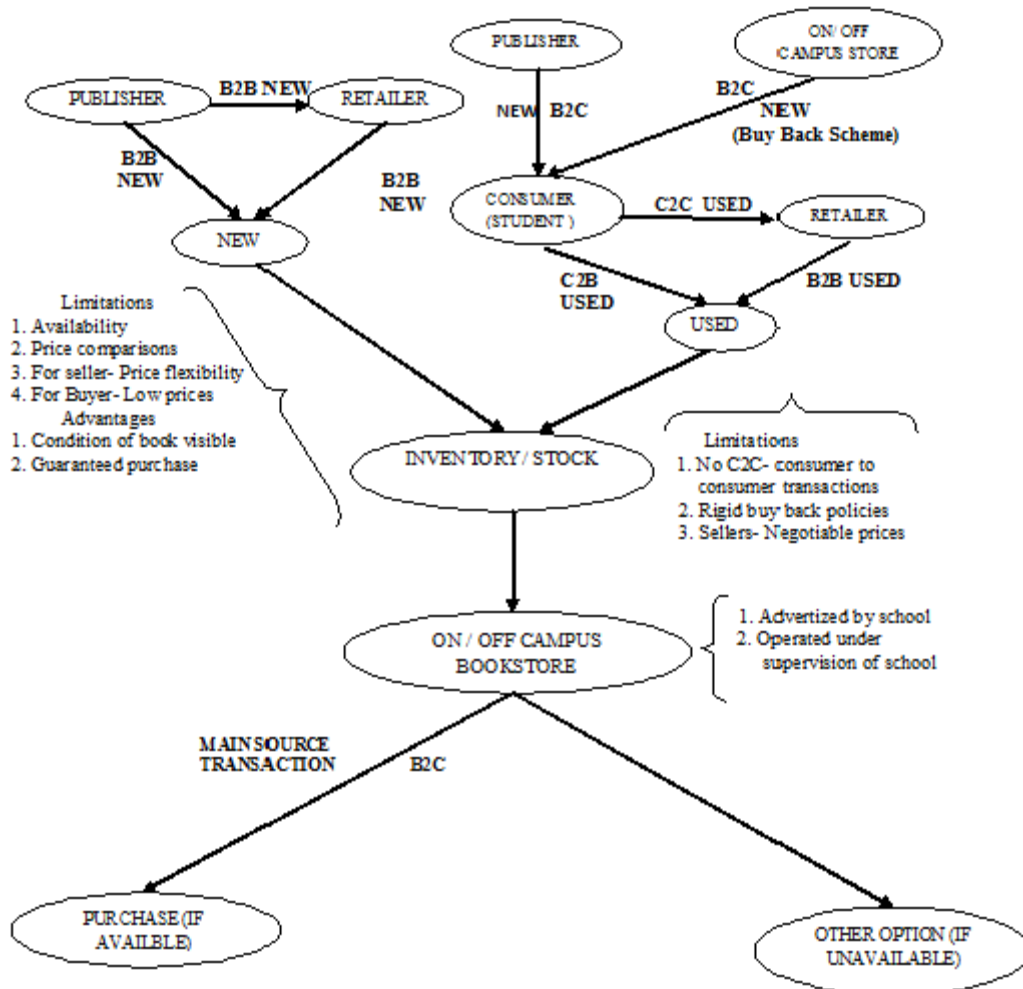 PUBLISHER
ON/ OFF
CAMPUS STORE
B2B NEW
PUBLISHER
RETAILER
NEW
B2C
B2C
NEW
(Buy Back Scheme)
B2B
NEW
B2B
NEW
CONSUMER
(STUDENT )
C2C USED
RETAILER
NEW
C2B
USED
B2B USED
USED
Limitations
1. Availability
2. Price comparisons
3. For seller- Price flexibility
4. For Buyer- Low prices
Advantages
1. Condition of book visible
2. Guaranteed purchase
INVENTORY / STOCK
Limitations
1. No C2C- consumer to
consumer transactions
2. Rigid buy back policies
3. Sellers- Negotiable prices
ON / OFF CAMPUS
BOOKSTORE
1. Advertized by school
2. Operated under
supervision of school
MAIN SOURCE
TRANSACTION
B2C
PURCHASE (IF
AVAILBLE)
OTHER OPTION (IF
UNAVAILABLE)